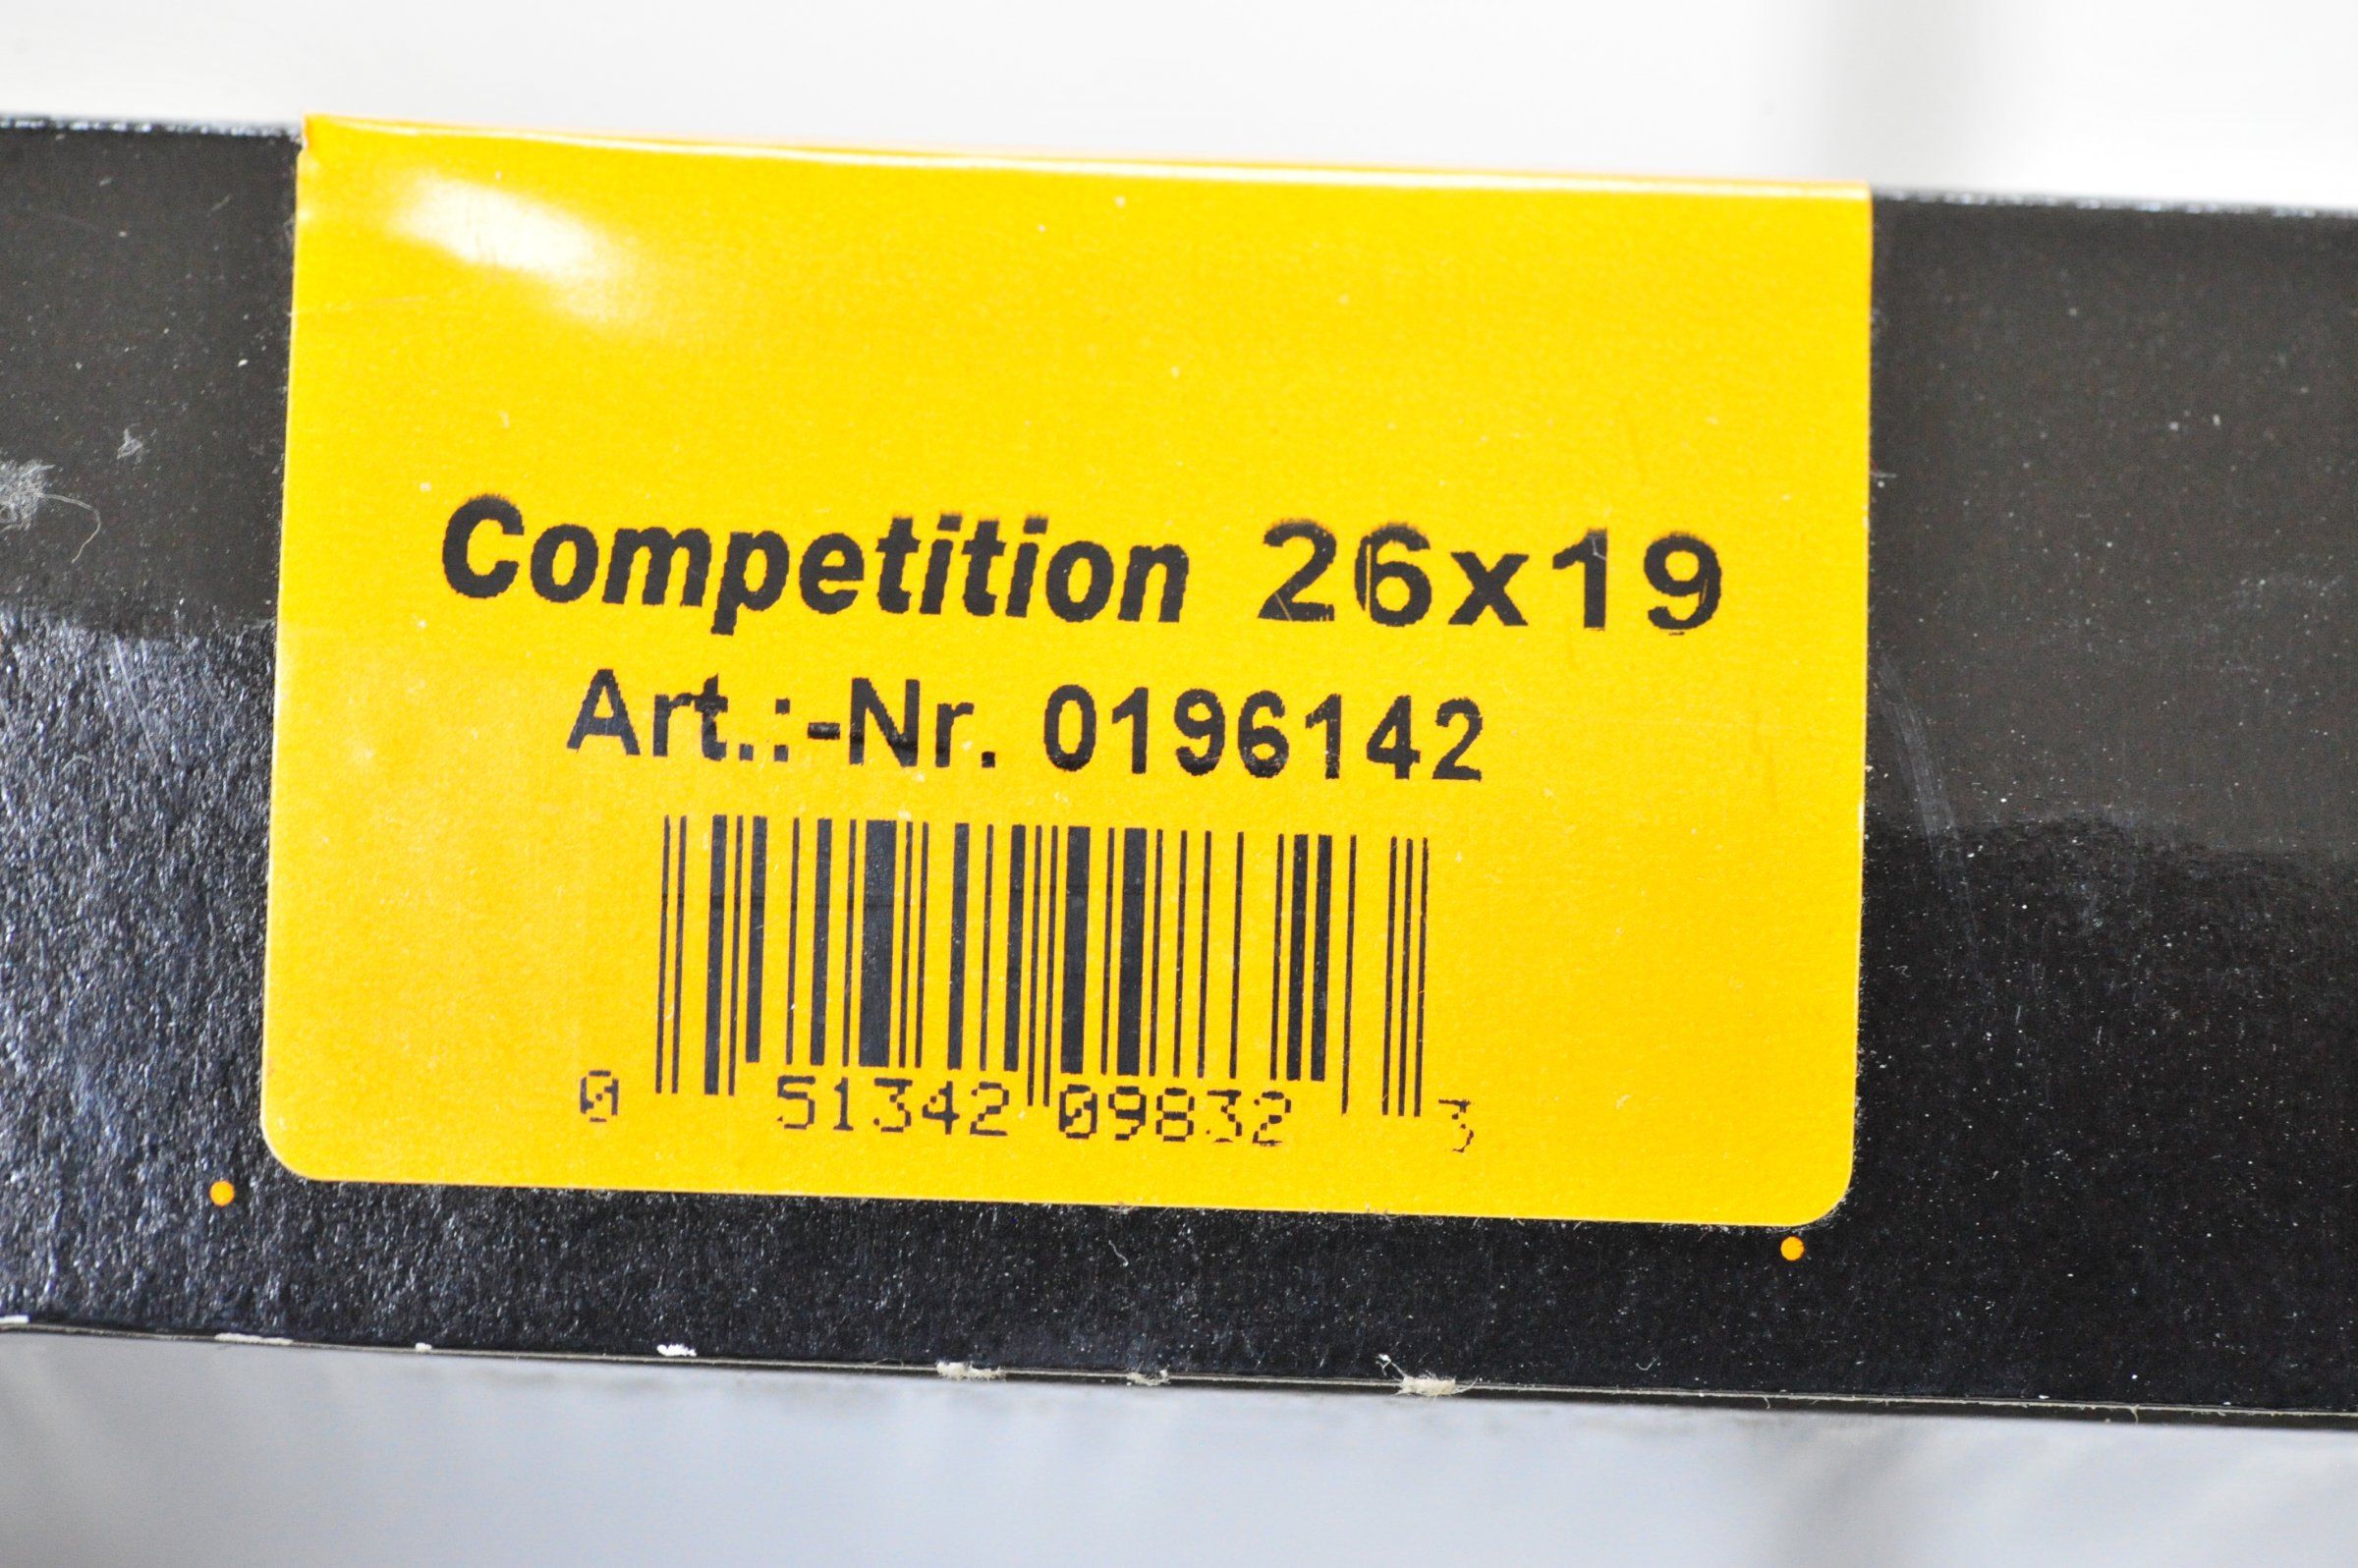 Competition 26x19
Art.:-Nr. 0196142
0 51342 09832 3